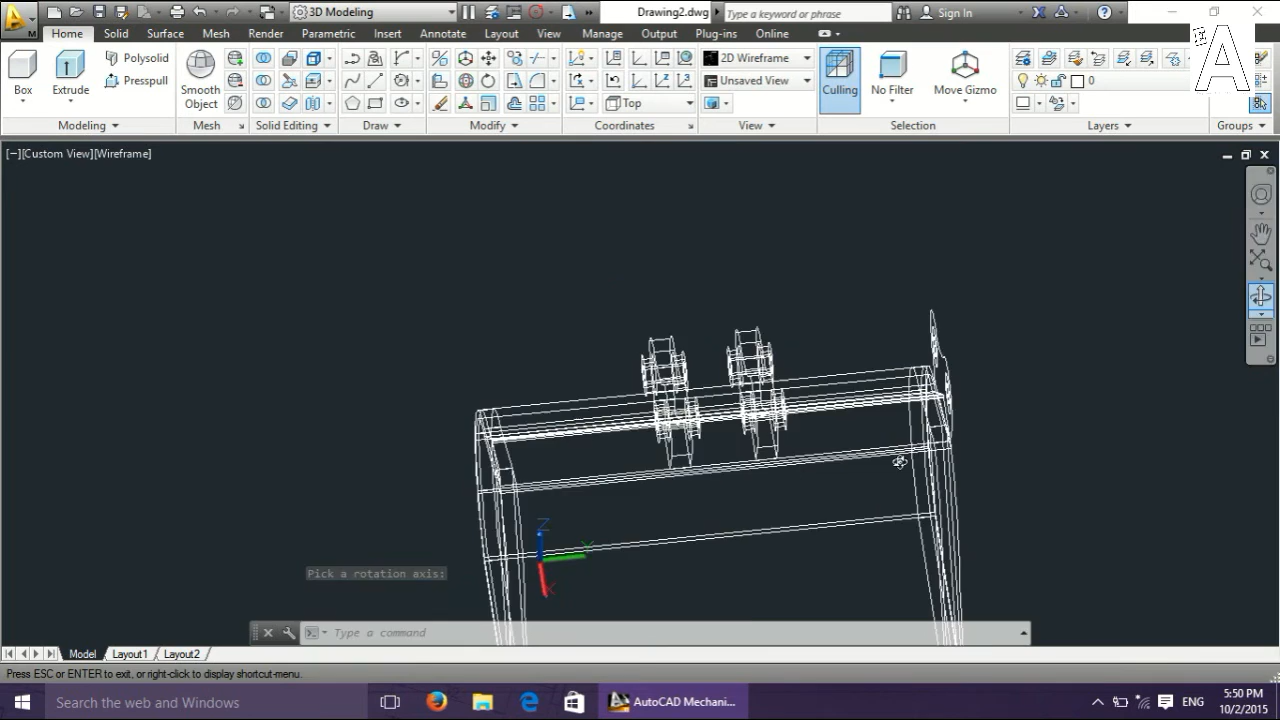 3D Modeling Drawing2.dwg Type a keyword or phrase Sign In
Home Solid Surface Mesh Render Parametric Insert Annotate Layout View Manage Output Plug-ins Online
Box Extrude Polysolid Presspull Smooth Object 2D Wireframe Unsaved View Top Culling No Filter Move Gizmo 0
Modeling Mesh Solid Editing Draw Modify Coordinates View Selection Layers Groups
[−][Custom View][Wireframe]
A
Z
X
X
Pick a rotation axis:
Type a command
Model Layout1 Layout2
Press ESC or ENTER to exit, or right-click to display shortcut-menu.
Search the web and Windows AutoCAD Mechani... ENG 5:50 PM
10/2/2015